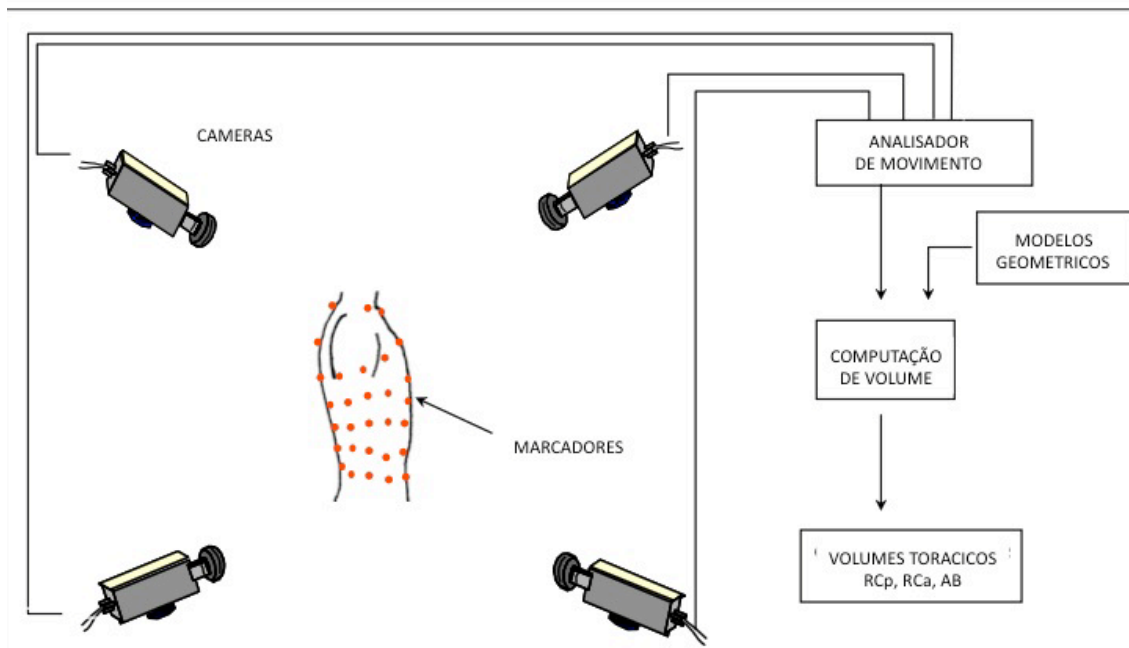 CAMERAS
ANALISADOR
DE MOVIMENTO
MODELOS
GEOMETRICOS
COMPUTAÇÃO
DE VOLUME
MARCADORES
VOLUMES TORACICOS
RCp, RCa, AB